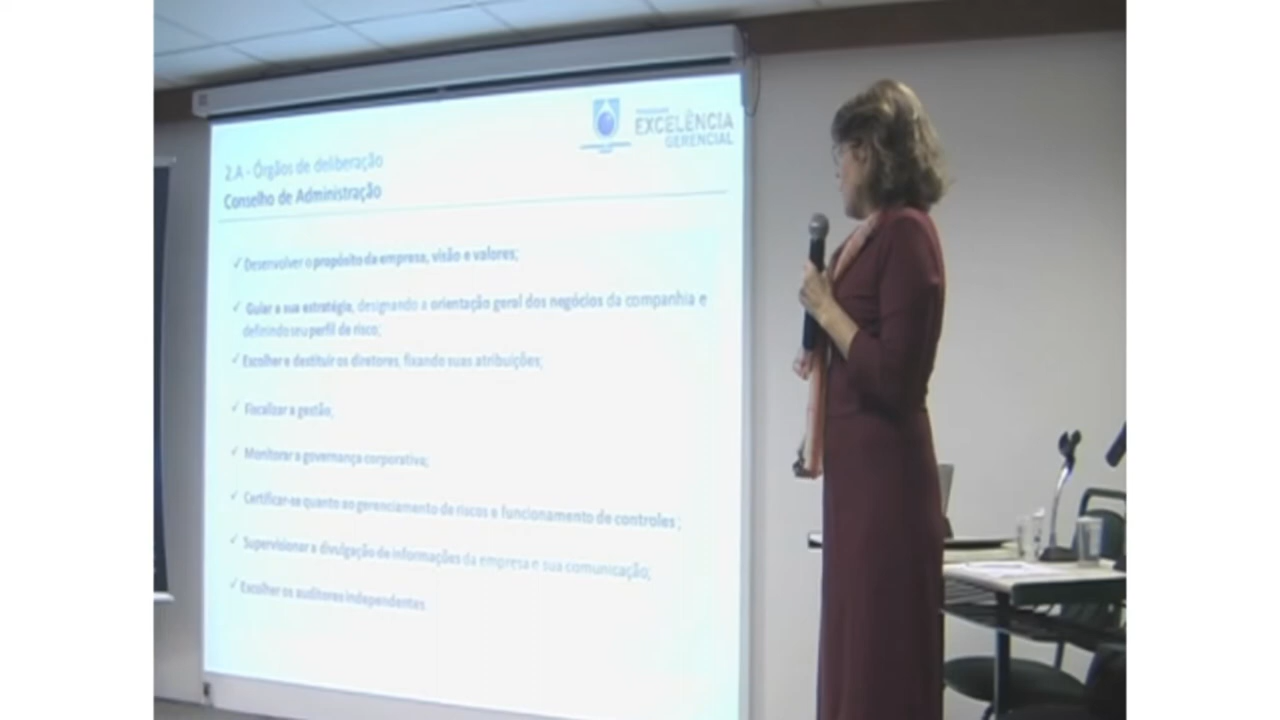 EXCELÊNCIA
GERENCIAL
2.A - Órgãos de deliberação
Conselho de Administração
✓ Desenvolver o propósito da empresa, visão e valores;
✓ Guiar a sua estratégia, designando a orientação geral dos negócios da companhia e
definindo seu perfil de risco;
✓ Escolher e destituir os diretores, fixando suas atribuições;
✓ Fiscalizar a gestão;
✓ Monitorar a governança corporativa;
✓ Certificar-se quanto ao gerenciamento de riscos e funcionamento de controles ;
✓ Supervisionar a divulgação de informações da empresa e sua comunicação;
✓ Escolher os auditores independentes